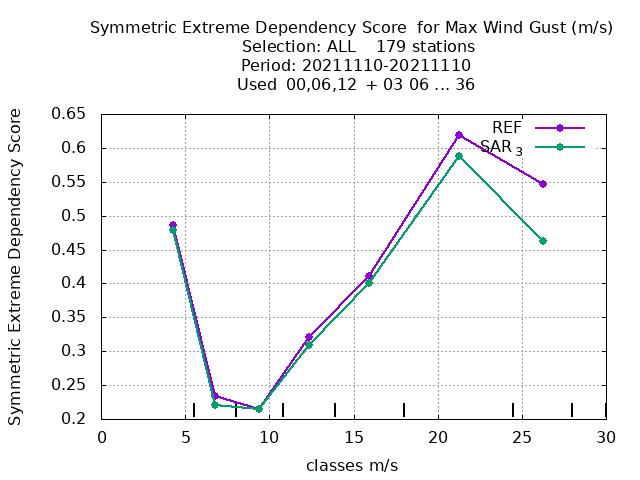 Symmetric Extreme Dependency Score  for Max Wind Gust (m/s)
Selection: ALL    179 stations
Period: 20211110-20211110
Used  00,06,12  + 03 06 ... 36
Symmetric Extreme Dependency Score
0.65
0.6
0.55
0.5
0.45
0.4
0.35
0.3
0.25
0.2
REF
SAR 3
0 5 10 15 20 25 30
classes m/s